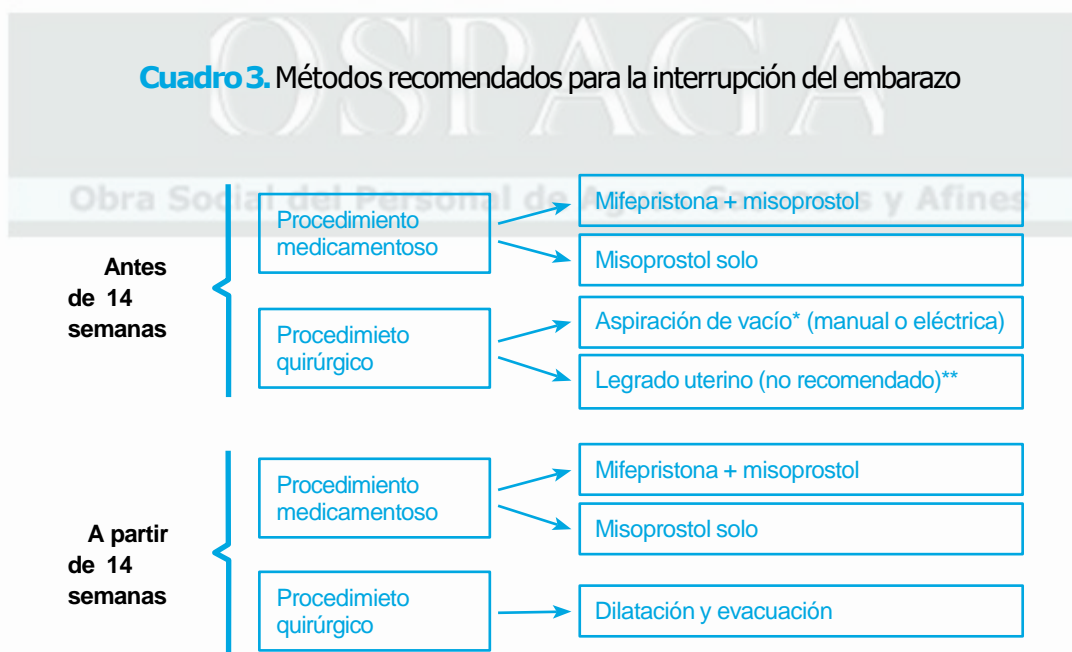 OSPAGA
Cuadro 3. Métodos recomendados para la interrupción del embarazo
Obra Social del Personal de Aguas Gaseosas y Afines
Antes
de 14
semanas
Procedimiento
medicamentoso
Mifepristona + misoprostol
Misoprostol solo
Procedimieto
quirúrgico
Aspiración de vacío* (manual o eléctrica)
Legrado uterino (no recomendado)**
A partir
de 14
semanas
Procedimiento
medicamentoso
Mifepristona + misoprostol
Misoprostol solo
Procedimieto
quirúrgico
Dilatación y evacuación